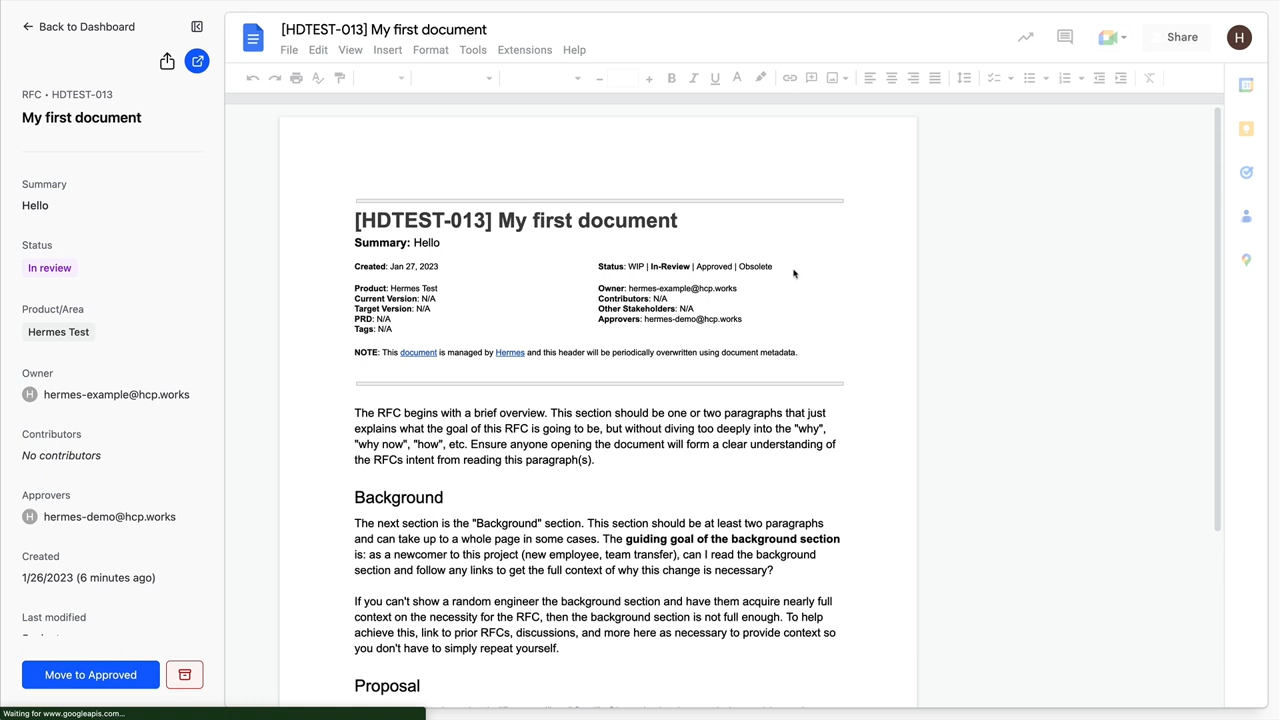 Back to Dashboard
RFC • HDTEST-013
My first document
Summary
Hello
Status
In review
Product/Area
Hermes Test
Owner
H hermes-example@hcp.works
Contributors
No contributors
Approvers
H hermes-demo@hcp.works
Created
1/26/2023 (6 minutes ago)
Last modified
Move to Approved
Waiting for www.googleapis.com...
[HDTEST-013] My first document
File Edit View Insert Format Tools Extensions Help
Share
H
[HDTEST-013] My first document
Summary: Hello
Created: Jan 27, 2023
Status: WIP | In-Review | Approved | Obsolete
Product: Hermes Test
Current Version: N/A
Target Version: N/A
PRD: N/A
Tags: N/A
Owner: hermes-example@hcp.works
Contributors: N/A
Other Stakeholders: N/A
Approvers: hermes-demo@hcp.works
NOTE: This document is managed by Hermes and this header will be periodically overwritten using document metadata.
The RFC begins with a brief overview. This section should be one or two paragraphs that just
explains what the goal of this RFC is going to be, but without diving too deeply into the "why",
"why now", "how", etc. Ensure anyone opening the document will form a clear understanding of
the RFCs intent from reading this paragraph(s).
Background
The next section is the "Background" section. This section should be at least two paragraphs
and can take up to a whole page in some cases. The guiding goal of the background section
is: as a newcomer to this project (new employee, team transfer), can I read the background
section and follow any links to get the full context of why this change is necessary?
If you can't show a random engineer the background section and have them acquire nearly full
context on the necessity for the RFC, then the background section is not full enough. To help
achieve this, link to prior RFCs, discussions, and more here as necessary to provide context so
you don't have to simply repeat yourself.
Proposal